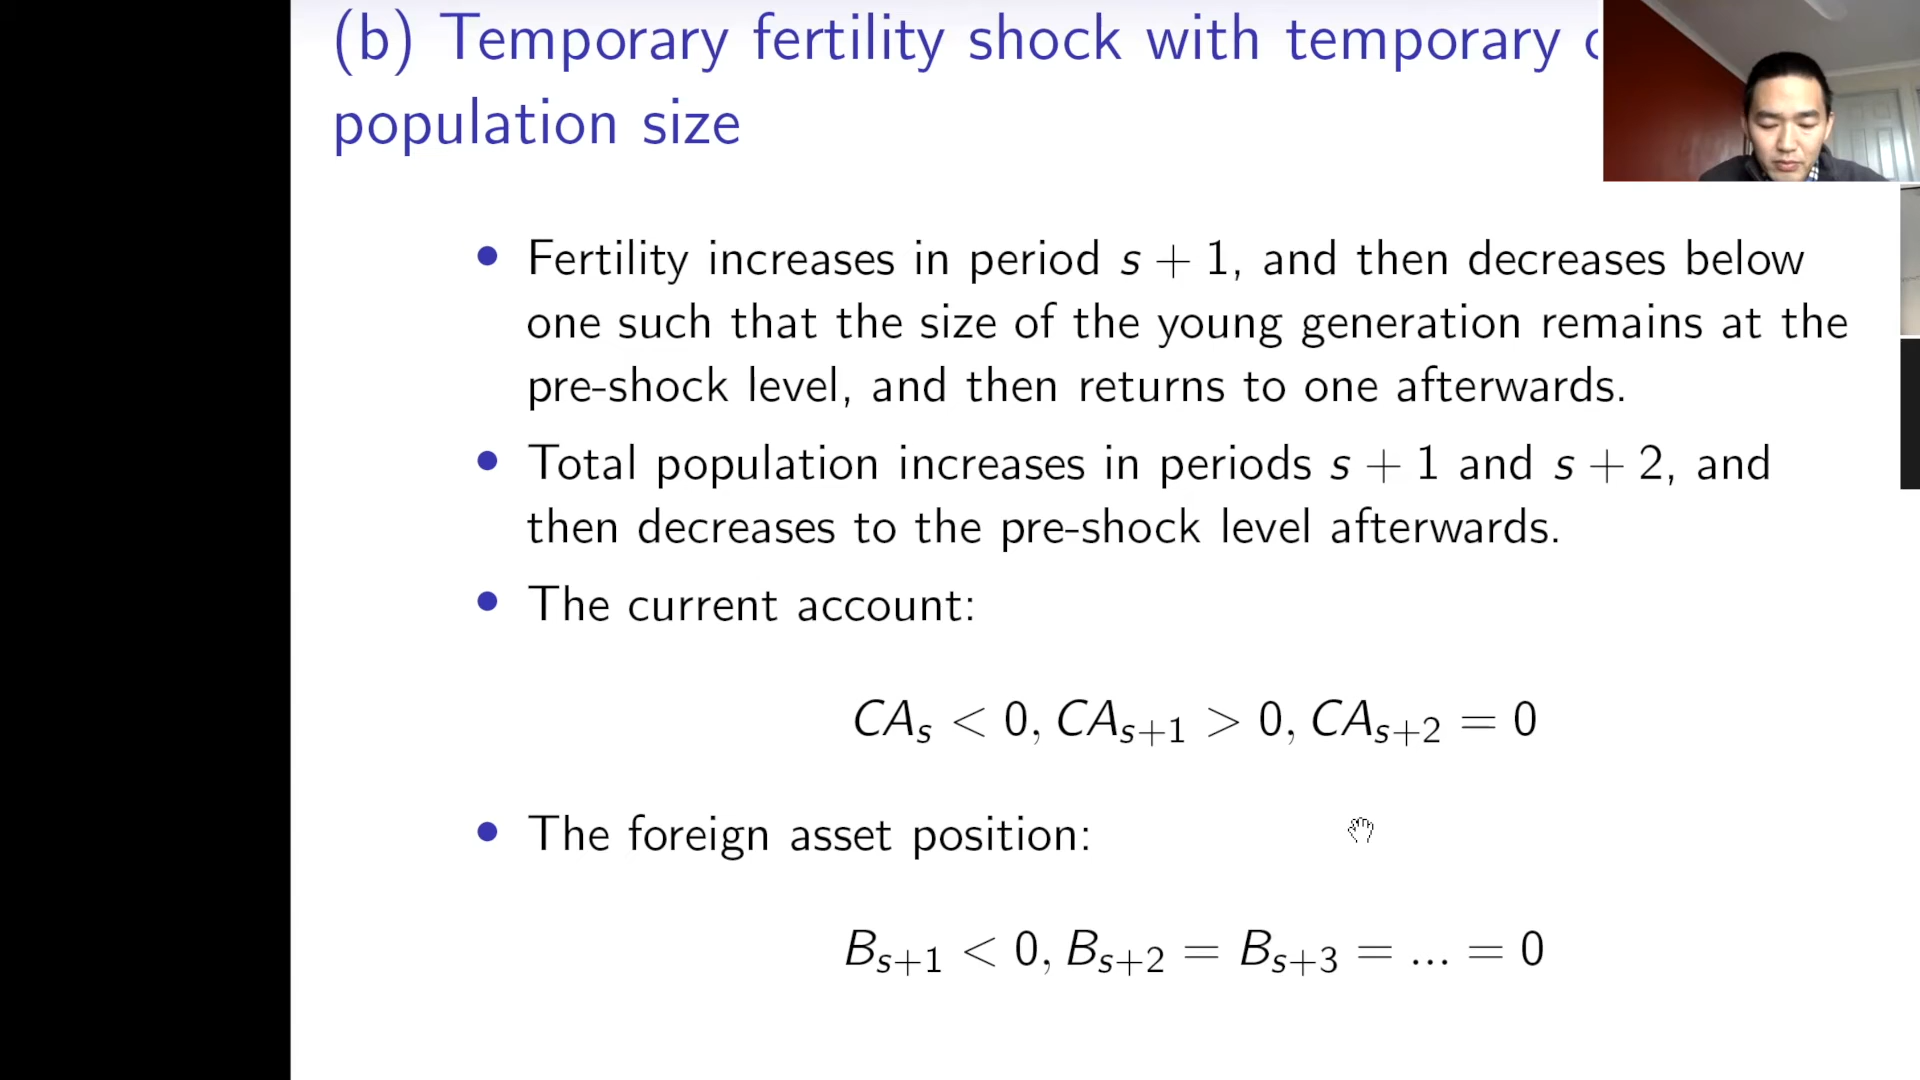 (b) Temporary fertility shock with temporary
population size
• Fertility increases in period s + 1, and then decreases below
one such that the size of the young generation remains at the
pre-shock level, and then returns to one afterwards.
• Total population increases in periods s + 1 and s + 2, and
then decreases to the pre-shock level afterwards.
• The current account:
CA_s < 0, CA_{s+1} > 0, CA_{s+2} = 0
• The foreign asset position:
B_{s+1} < 0, B_{s+2} = B_{s+3} = ... = 0